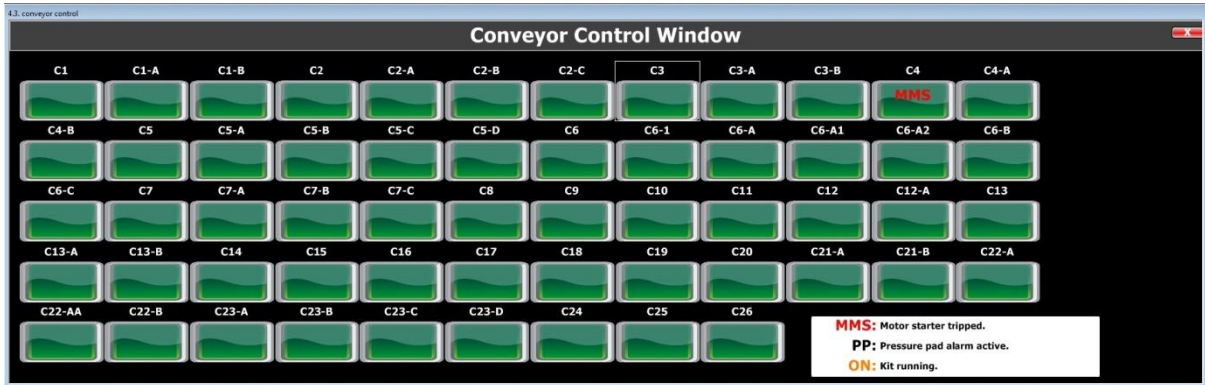 4.3. conveyor control
Conveyor Control Window
X
C1 C1-A C1-B C2 C2-A C2-B C2-C C3 C3-A C3-B C4 C4-A
MMS
C4-B C5 C5-A C5-B C5-C C5-D C6 C6-1 C6-A C6-A1 C6-A2 C6-B
C6-C C7 C7-A C7-B C7-C C8 C9 C10 C11 C12 C12-A C13
C13-A C13-B C14 C15 C16 C17 C18 C19 C20 C21-A C21-B C22-A
C22-AA C22-B C23-A C23-B C23-C C23-D C24 C25 C26
MMS: Motor starter tripped.
PP: Pressure pad alarm active.
ON: Kit running.